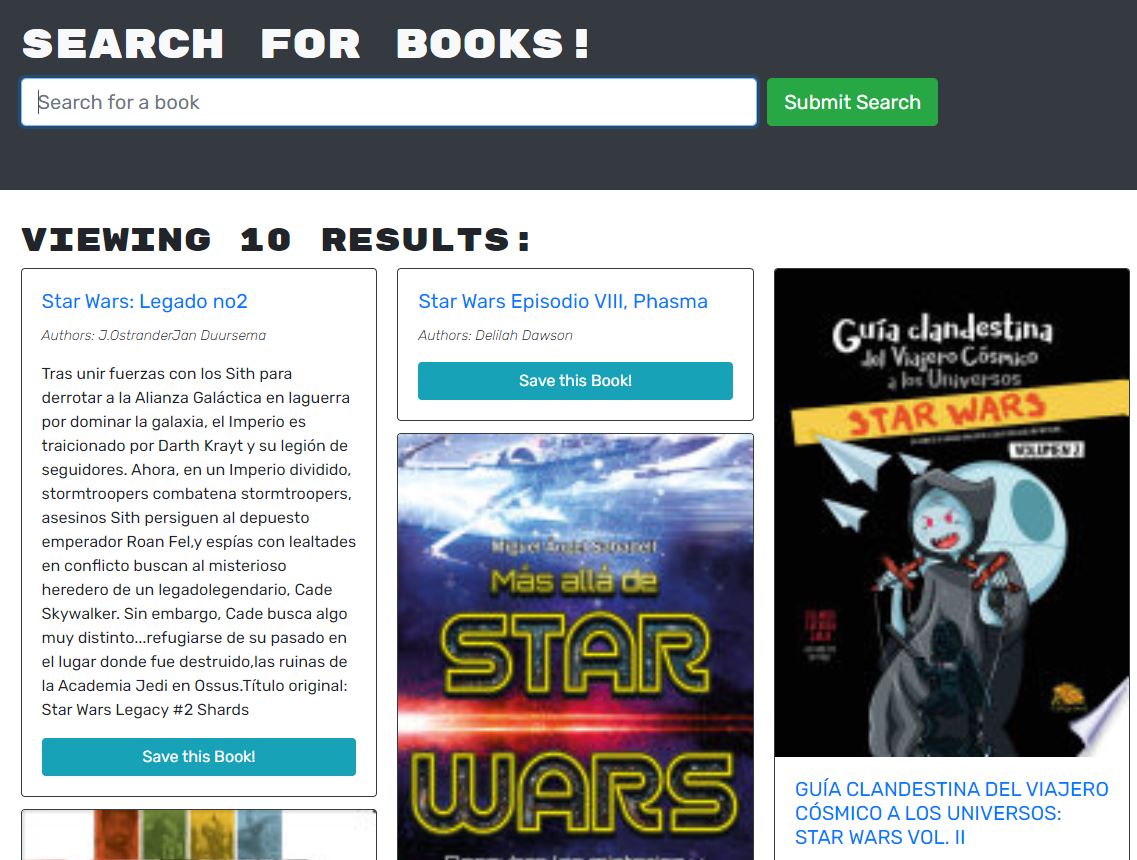 SEARCH FOR BOOKS!
Search for a book
Submit Search
VIEWING 10 RESULTS:
Star Wars: Legado no2
Authors: J.OstranderJan Duursema
Tras unir fuerzas con los Sith para
derrotar a la Alianza Galáctica en laguerra
por dominar la galaxia, el Imperio es
traicionado por Darth Krayt y su legión de
seguidores. Ahora, en un Imperio dividido,
stormtroopers combatena stormtroopers,
asesinos Sith persiguen al depuesto
emperador Roan Fel,y espías con lealtades
en conflicto buscan al misterioso
heredero de un legadolegendario, Cade
Skywalker. Sin embargo, Cade busca algo
muy distinto...refugiarse de su pasado en
el lugar donde fue destruido,las ruinas de
la Academia Jedi en Ossus.Título original:
Star Wars Legacy #2 Shards
Save this Book!
Star Wars Episodio VIII, Phasma
Authors: Delilah Dawson
Save this Book!
Miguel Ángel
Más allá de
STAR
WARS
Guía clandestina
del Viajero Cósmico
a los Universos
STAR WARS
VOLUMEN 2
GUÍA CLANDESTINA DEL VIAJERO
CÓSMICO A LOS UNIVERSOS:
STAR WARS VOL. II